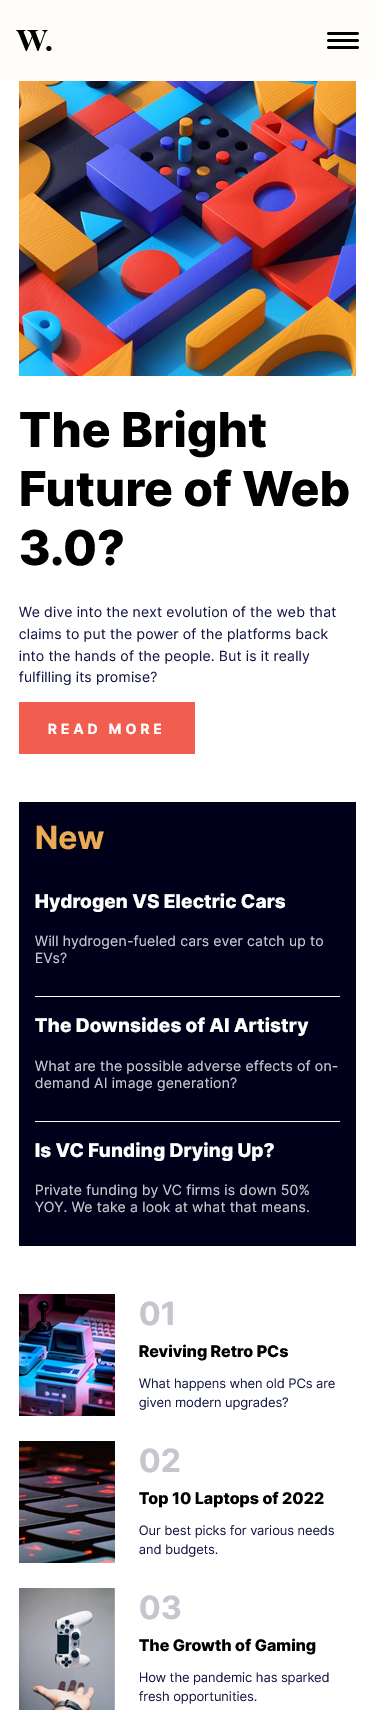 W.
The Bright
Future of Web
3.0?
We dive into the next evolution of the web that
claims to put the power of the platforms back
into the hands of the people. But is it really
fulfilling its promise?
READ MORE
New
Hydrogen VS Electric Cars
Will hydrogen-fueled cars ever catch up to
EVs?
The Downsides of AI Artistry
What are the possible adverse effects of on-
demand AI image generation?
Is VC Funding Drying Up?
Private funding by VC firms is down 50%
YOY. We take a look at what that means.
01
Reviving Retro PCs
What happens when old PCs are
given modern upgrades?
02
Top 10 Laptops of 2022
Our best picks for various needs
and budgets.
03
The Growth of Gaming
How the pandemic has sparked
fresh opportunities.